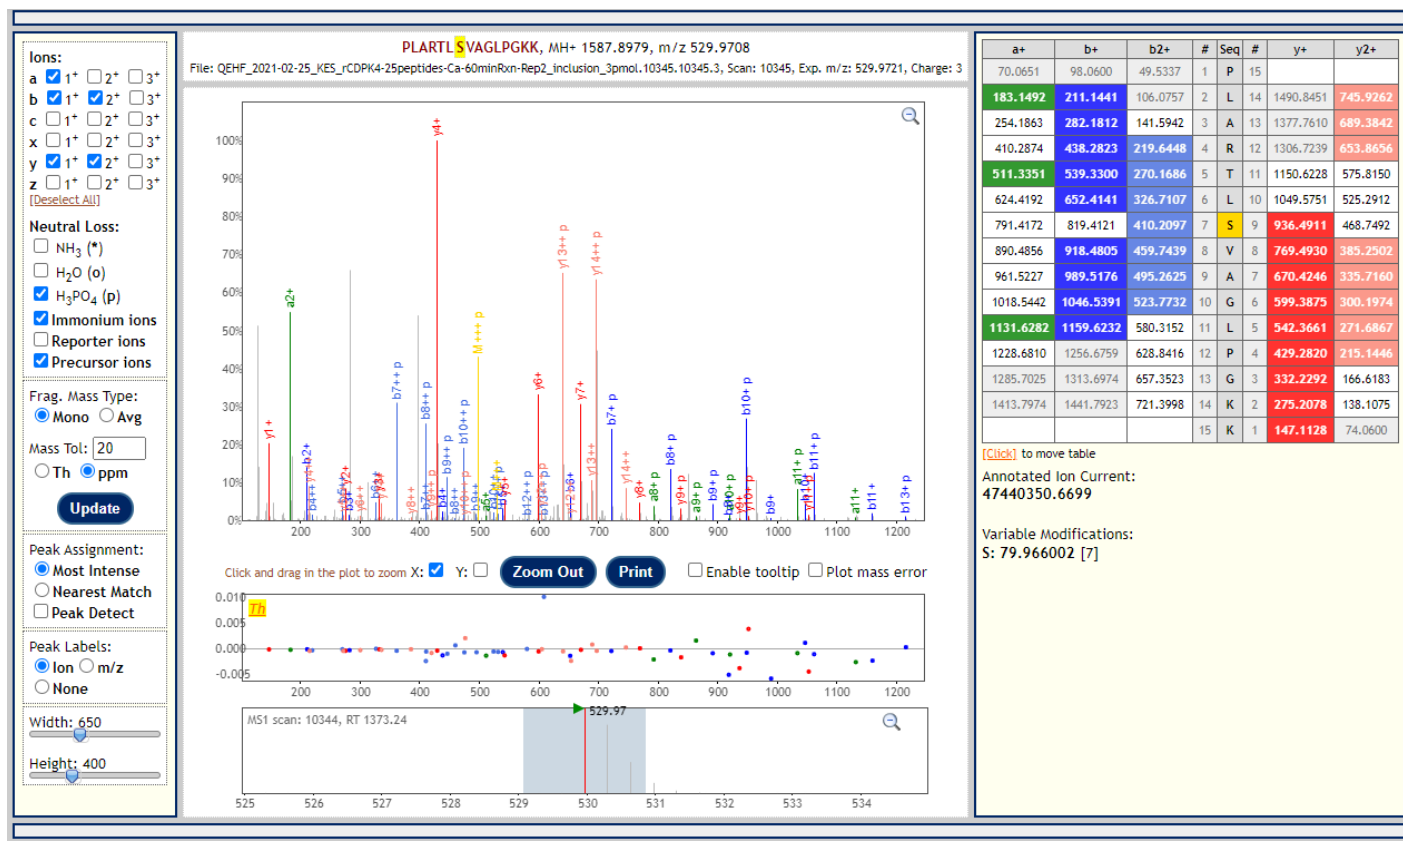 PLARTLSVAGLPGKK, MH+ 1587.8979, m/z 529.9708
File: QEHF_2021-02-25_KES_rCDPK4-25peptides-Ca-60minRxn-Rep2_inclusion_3pmol.10345.10345.3, Scan: 10345, Exp. m/z: 529.9721, Charge: 3
Ions:
a 1+ 2+ 3+
b 1+ 2+ 3+
c 1+ 2+ 3+
x 1+ 2+ 3+
y 1+ 2+ 3+
z 1+ 2+ 3+
[Deselect All]
Neutral Loss:
NH3 (*)
H2O (o)
H3PO4 (p)
Immonium ions
Reporter ions
Precursor ions
Frag. Mass Type:
Mono Avg
Mass Tol: 20
Th ppm
Update
Peak Assignment:
Most Intense
Nearest Match
Peak Detect
Peak Labels:
Ion m/z
None
Width: 650
Height: 400
100%
90%
80%
70%
60%
50%
40%
30%
20%
10%
0%
y1+
a2+
b2+
b7++ p
b8++ p
y4+
b9++ p
b10++ p
M +++ p
y6+
y13++ p
y7+
y13++
y14++ p
b7+ p
y14++
y8+
a8+ p
b8+ p
y9+ p
a9+ p
b9+ p
b10+ p
b9+
a11+ p
b11+ p
a11+
b11+
b13+ p
200 300 400 500 600 700 800 900 1000 1100 1200
Click and drag in the plot to zoom X: Y: Zoom Out Print Enable tooltip Plot mass error
Th
0.010
0.005
0.000
-0.005
200 300 400 500 600 700 800 900 1000 1100 1200
MS1 scan: 10344, RT 1373.24
529.97
525 526 527 528 529 530 531 532 533 534
a+ b+ b2+ # Seq # y+ y2+
70.0651 98.0600 49.5337 1 P 15
183.1492 211.1441 106.0757 2 L 14 1490.8451 745.9262
254.1863 282.1812 141.5942 3 A 13 1377.7610 689.3842
410.2874 438.2823 219.6448 4 R 12 1306.7239 653.8656
511.3351 539.3300 270.1686 5 T 11 1150.6228 575.8150
624.4192 652.4141 326.7107 6 L 10 1049.5751 525.2912
791.4172 819.4121 410.2097 7 S 9 936.4911 468.7492
890.4856 918.4805 459.7439 8 V 8 769.4930 385.2502
961.5227 989.5176 495.2625 9 A 7 670.4246 335.7160
1018.5442 1046.5391 523.7732 10 G 6 599.3875 300.1974
1131.6282 1159.6232 580.3152 11 L 5 542.3661 271.6867
1228.6810 1256.6759 628.8416 12 P 4 429.2820 215.1446
1285.7025 1313.6974 657.3523 13 G 3 332.2292 166.6183
1413.7974 1441.7923 721.3998 14 K 2 275.2078 138.1075
15 K 1 147.1128 74.0600
[Click] to move table
Annotated Ion Current:
47440350.6699
Variable Modifications:
S: 79.966002 [7]